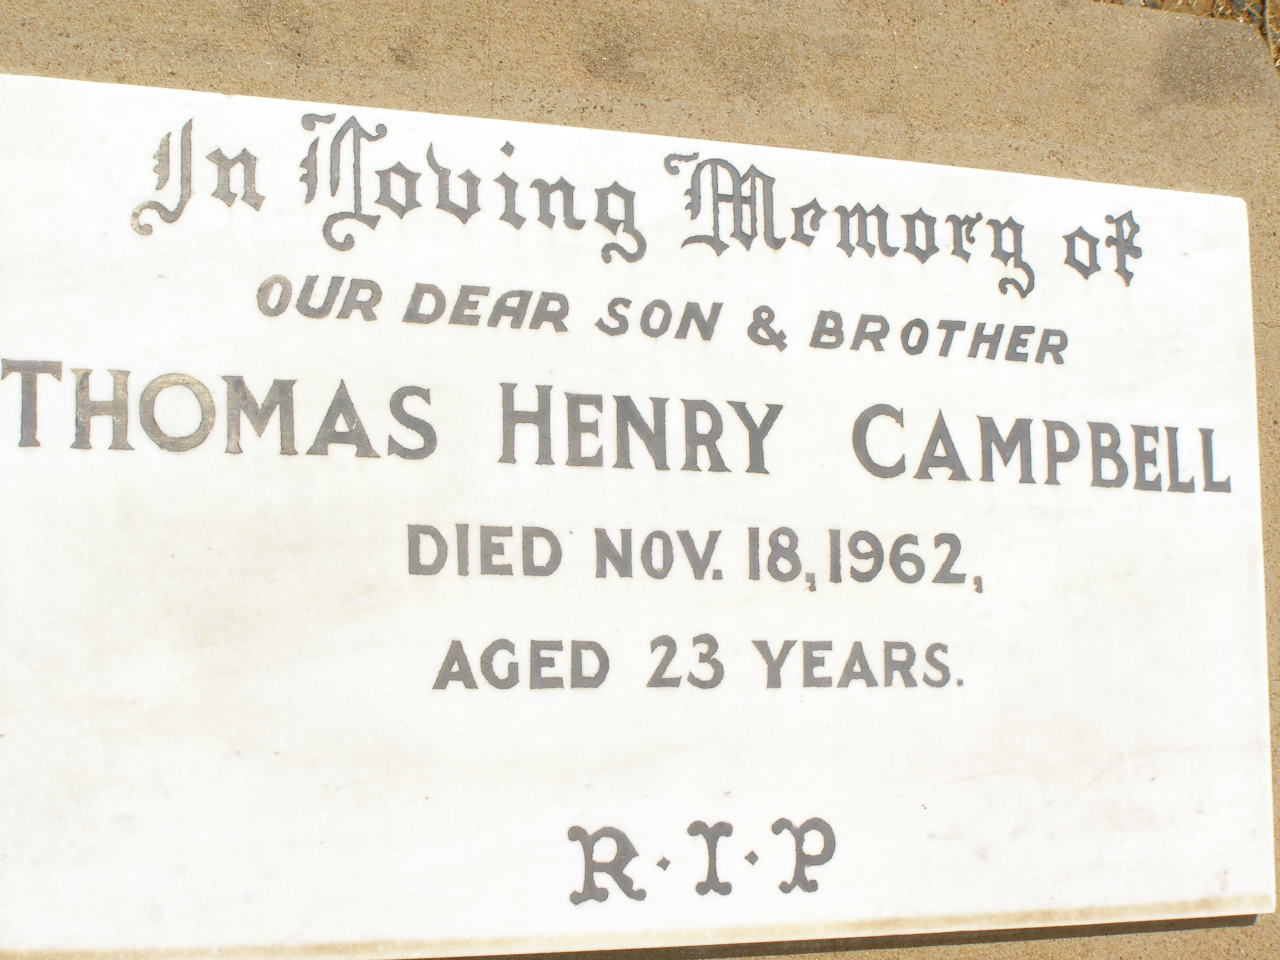 In Loving Memory of
OUR DEAR SON & BROTHER
THOMAS HENRY CAMPBELL
DIED NOV. 18, 1962,
AGED 23 YEARS.
R·I·P